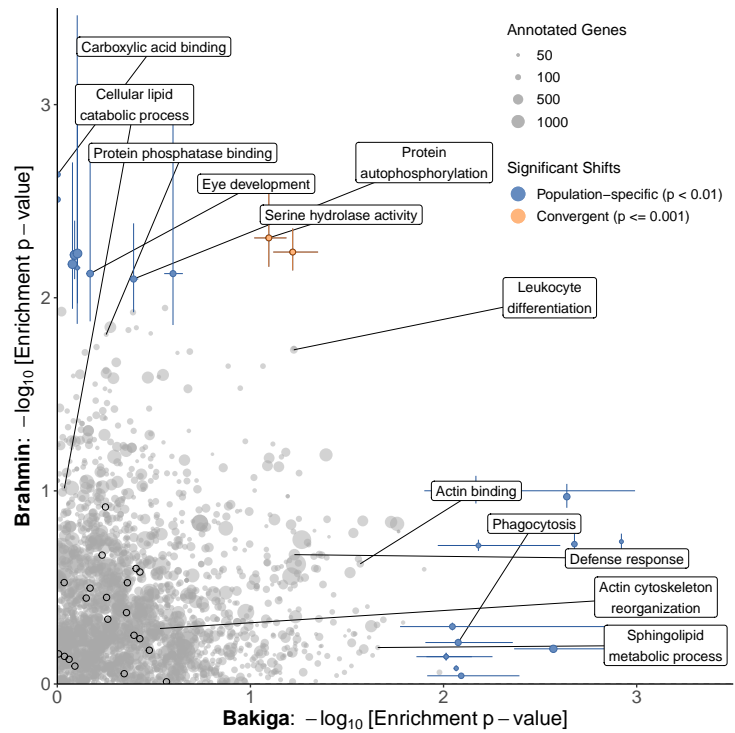 Carboxylic acid binding
Cellular lipid
catabolic process
Protein phosphatase binding
Eye development
Protein
autophosphorylation
Serine hydrolase activity
Leukocyte
differentiation
Actin binding
Phagocytosis
Defense response
Actin cytoskeleton
reorganization
Sphingolipid
metabolic process
Annotated Genes
50
100
500
1000
Significant Shifts
Population−specific (p < 0.01)
Convergent (p <= 0.001)
Brahmin: −log10 [Enrichment p−value]
3
2
1
0
0
1
2
3
Bakiga: −log10 [Enrichment p−value]